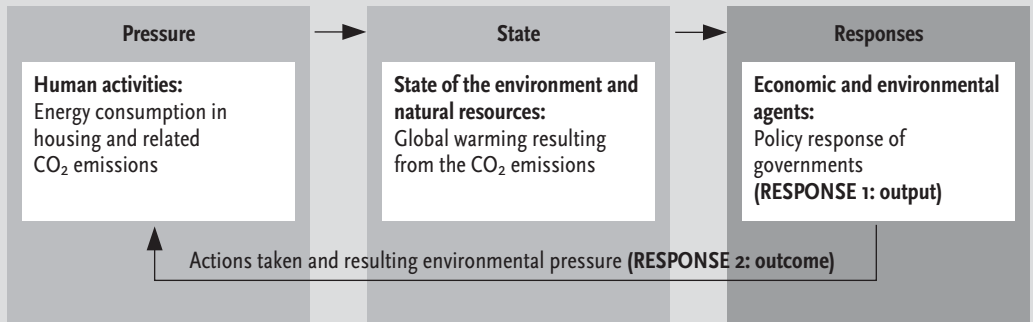 Pressure
State
Responses
Human activities:
Energy consumption in
housing and related
CO₂ emissions
State of the environment and
natural resources:
Global warming resulting
from the CO₂ emissions
Economic and environmental
agents:
Policy response of
governments
(RESPONSE 1: output)
Actions taken and resulting environmental pressure (RESPONSE 2: outcome)